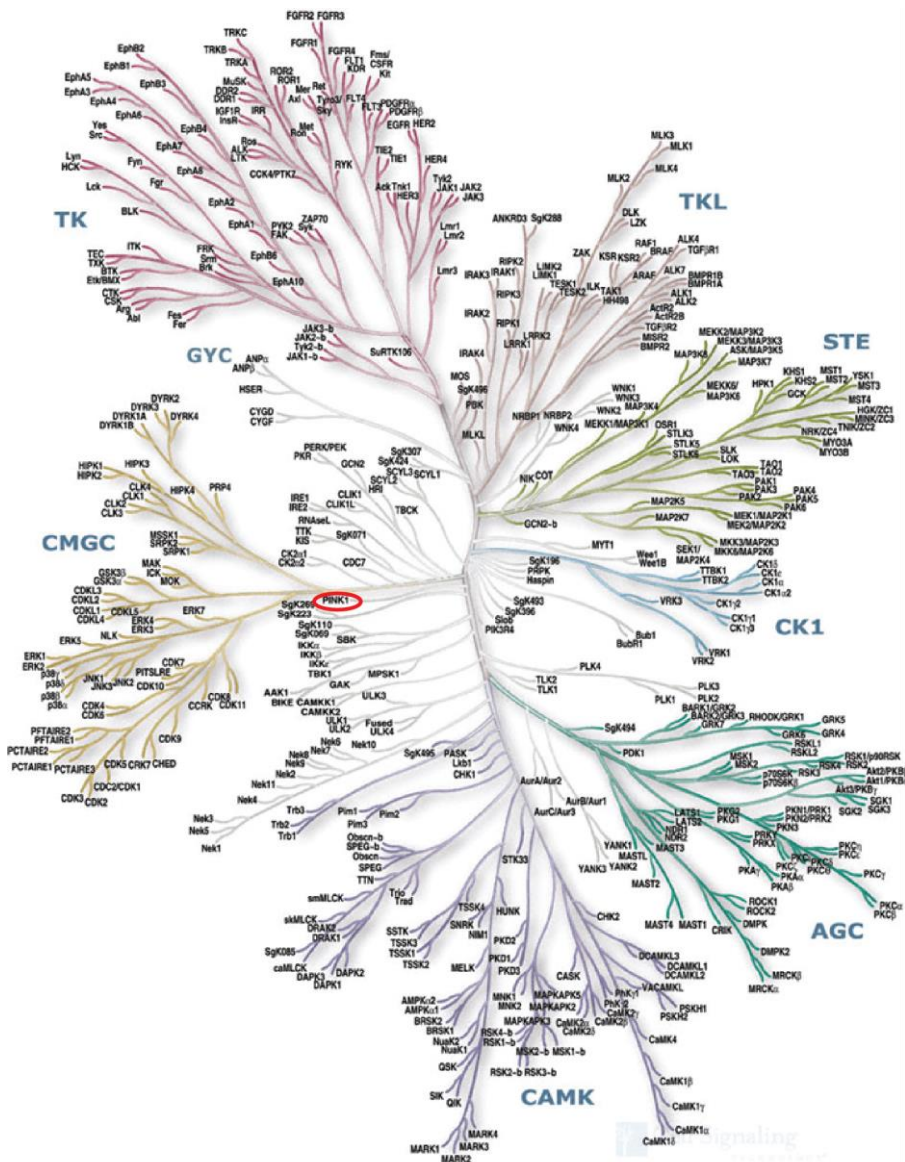 TK
FGFR2
FGFR3
TRKC
TRKB
TRKA
FGFR1
FGFR4
FLT1
KDR
Fms/
CSFR
Kit
EphB2
EphB1
EphA5
EphA3
EphA4
EphB3
EphA6
MuSK
DDR2
DDR1
ROR2
ROR1
Ret
Mer
Axl
Tyro3/
Sky
FLT4
FLT3
PDGFRα
PDGFRβ
IGF1R
InsR
IRR
Met
Ron
EGFR
HER2
Yes
Src
EphB4
EphA7
Ros
ALK
LTK
RYK
TIE2
TIE1
HER4
Lyn
HCK
Fyn
EphA8
CCK4/PTK7
Ack
Tnk1
HER3
Tyk2
JAK1
JAK2
JAK3
Lck
Fgr
BLK
EphA2
EphA1
PYK2
FAK
ZAP70
Syk
Lmr1
Lmr2
Lmr3
ITK
FRK
Srm
Brk
EphB6
EphA10
TEC
TXK
BTK
Etk/BMX
CTK
CSK
Arg
Abl
Fes
Fer
JAK3~b
JAK2~b
Tyk2~b
JAK1~b
SuRTK106
TKL
MLK3
MLK1
MLK4
MLK2
ANKRD3
SgK288
DLK
LZK
ZAK
RIPK2
IRAK3
IRAK1
RIPK3
LIMK2
LIMK1
TESK1
TESK2
ILK
TAK1
HH498
KSR
KSR2
RAF1
BRAF
ARAF
ALK4
TGFβR1
ALK7
BMPR1B
BMPR1A
ALK1
ALK2
ActR2
ActR2B
TGFβR2
MISR2
BMPR2
IRAK2
RIPK1
LRRK2
LRRK1
IRAK4
MOS
SgK496
PBK
MLKL
NRBP1
NRBP2
WNK1
WNK3
WNK2
WNK4
STE
MEKK2/MAP3K2
MEKK3/MAP3K3
ASK/MAP3K5
MAP3K8
MAP3K7
MEKK6/
MAP3K6
MAP3K4
MEKK1/MAP3K1
KHS1
KHS2
MST1
MST2
YSK1
MST3
MST4
HPK1
GCK
HGK/ZC1
MINK/ZC3
TNIK/ZC2
NRK/ZC4
MYO3A
MYO3B
OSR1
STLK3
STLK5
STLK6
SLK
LOK
TAO1
TAO2
TAO3
PAK1
PAK3
PAK2
PAK4
PAK5
PAK6
NIK
COT
MAP2K5
MAP2K7
MEK1/MAP2K1
MEK2/MAP2K2
MKK3/MAP2K3
MKK6/MAP2K6
SEK1/
MAP2K4
GCN2~b
GYC
ANPα
ANPβ
HSER
CYGD
CYGF
PERK/PEK
PKR
GCN2
SgK307
SgK424
SCYL3
SCYL2
SCYL1
HRI
CLIK1
CLIK1L
TBCK
IRE1
IRE2
RNAseL
TTK
KIS
SgK071
CK2α1
CK2α2
CDC7
CMGC
DYRK2
DYRK3
DYRK1A
DYRK1B
DYRK4
HIPK1
HIPK2
HIPK3
HIPK4
PRP4
CLK4
CLK1
CLK2
CLK3
MSSK1
SRPK2
SRPK1
MAK
ICK
MOK
GSK3β
GSK3α
CDKL3
CDKL2
CDKL1
CDKL5
CDKL4
ERK7
ERK4
ERK3
NLK
ERK5
ERK1
ERK2
p38γ
p38δ
p38β
p38α
JNK1
JNK3
JNK2
CDK7
PITSLRE
CDK10
CDK4
CDK6
CCRK
CDK8
CDK11
CDK9
PFTAIRE2
PFTAIRE1
PCTAIRE2
PCTAIRE1
PCTAIRE3
CDK5
CRK7
CHED
CDC2/CDK1
CDK3
CDK2
PINK1
SgK269
SgK223
SgK110
SgK069
SBK
IKKα
IKKβ
IKKε
TBK1
MPSK1
GAK
AAK1
BIKE
CAMKK1
CAMKK2
ULK3
ULK1
ULK2
Fused
ULK4
Nek6
Nek7
Nek10
Nek8
Nek9
Nek2
Nek11
Nek4
Nek3
Nek5
Nek1
CK1
MYT1
Wee1
Wee1B
SgK196
PRPK
Haspin
SgK493
SgK396
Slob
PIK3R4
Bub1
BubR1
TTBK1
TTBK2
CK1δ
CK1ε
CK1α
CK1α2
VRK3
CK1γ2
CK1γ1
CK1γ3
VRK1
VRK2
PLK4
TLK2
TLK1
PLK3
PLK1
PLK2
AGC
SgK494
BARK1/GRK2
BARK2/GRK3
RHODK/GRK1
GRK5
GRK7
GRK6
GRK4
PDK1
RSKL1
RSKL2
MSK1
MSK2
RSK1/p90RSK
RSK4
RSK2
RSK3
p70S6K
p70S6Kβ
Akt2/PKBβ
Akt1/PKBα
Akt3/PKBγ
SGK1
SGK2
SGK3
LATS1
LATS2
NDR1
NDR2
PKG2
PKG1
PKN1/PRK1
PKN2/PRK2
PKN3
PRKY
PRKX
MAST3
MASTL
YANK1
YANK2
YANK3
MAST2
MAST4
MAST1
PKAγ
PKAα
PKAβ
PKCζ
PKCι
PKCδ
PKCθ
PKCη
PKCε
PKCγ
PKCα
PKCβ
ROCK1
ROCK2
DMPK
CRIK
DMPK2
MRCKβ
MRCKα
CAMK
SgK495
PASK
Lkb1
CHK1
AurA/Aur2
AurB/Aur1
AurC/Aur3
Trb3
Trb2
Trb1
Pim1
Pim2
Pim3
Obscn~b
SPEG~b
Obscn
SPEG
TTN
STK33
smMLCK
Trio
Trad
skMLCK
DRAK2
DRAK1
SgK085
caMLCK
DAPK3
DAPK2
DAPK1
TSSK4
SSTK
TSSK3
TSSK1
TSSK2
HUNK
SNRK
NIM1
CHK2
PKD2
PKD1
PKD3
MELK
DCAMKL3
DCAMKL1
DCAMKL2
CASK
VACAMKL
PhKγ1
PhKγ2
PSKH1
PSKH2
MNK1
MNK2
MAPKAPK5
MAPKAPK2
MAPKAPK3
CaMK2γ
CaMK2α
CaMK2β
CaMK2δ
AMPKα2
AMPKα1
BRSK2
BRSK1
NuaK2
NuaK1
RSK4~b
RSK1~b
MSK2~b
MSK1~b
RSK2~b
RSK3~b
CaMK4
QSK
SIK
QIK
CaMK1β
CaMK1γ
CaMK1α
CaMK1δ
MARK4
MARK1
MARK3
MARK2
Signaling